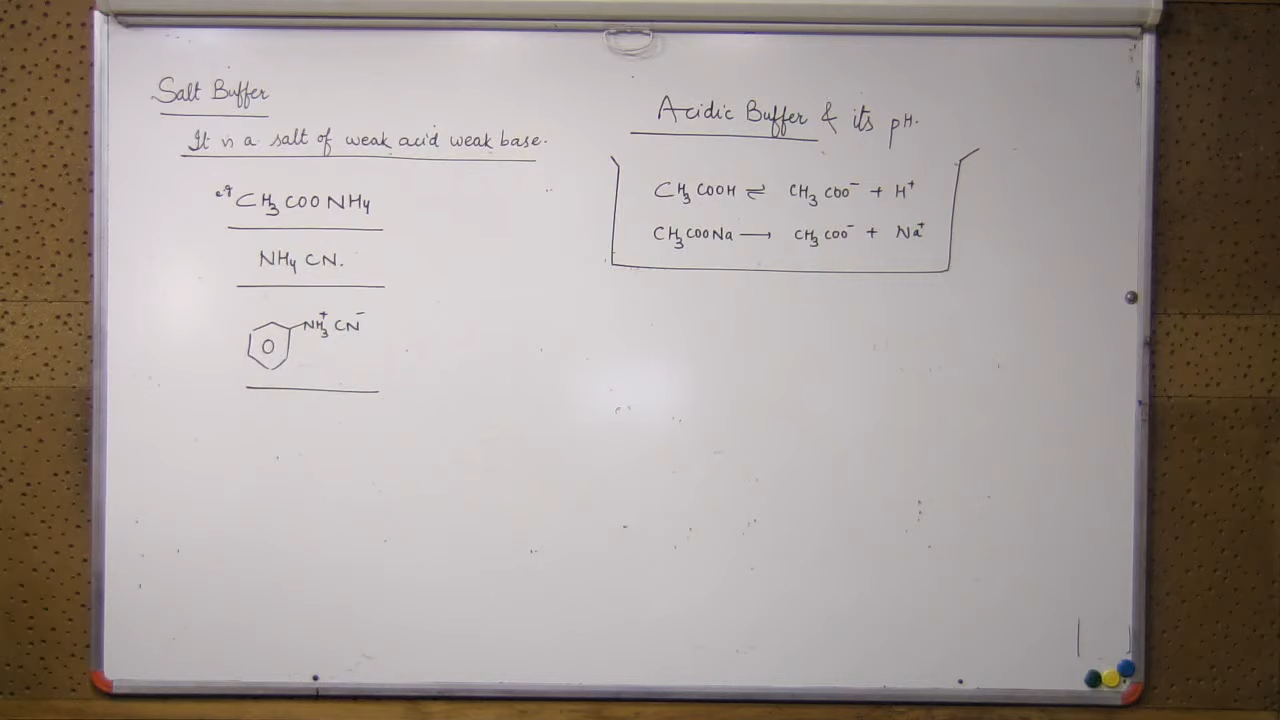 Salt Buffer
It is a salt of weak acid weak base.
eg CH₃COONH₄
NH₄CN.
NH₃⁺ CN⁻
Acidic Buffer & its pH.
CH₃COOH ⇌ CH₃COO⁻ + H⁺
CH₃COONa ⟶ CH₃COO⁻ + Na⁺